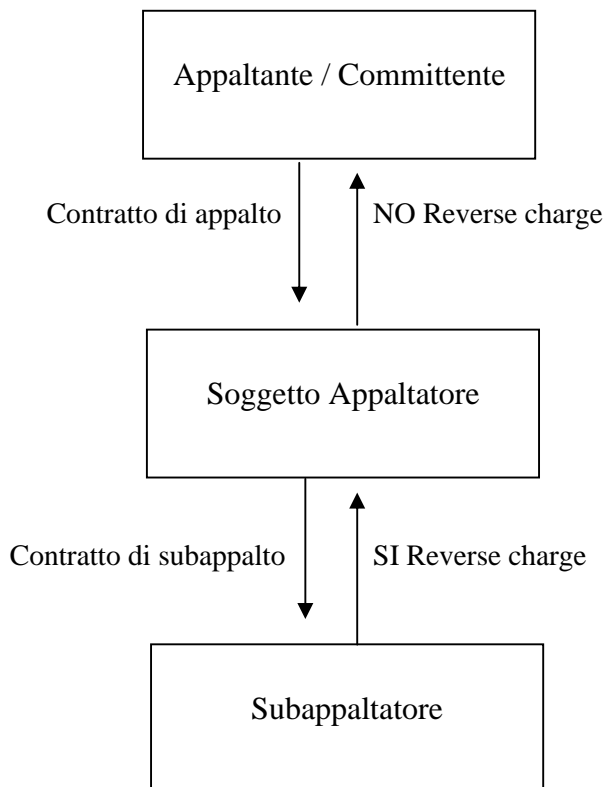 Appaltante / Committente
Contratto di appalto
NO Reverse charge
Soggetto Appaltatore
Contratto di subappalto
SI Reverse charge
Subappaltatore